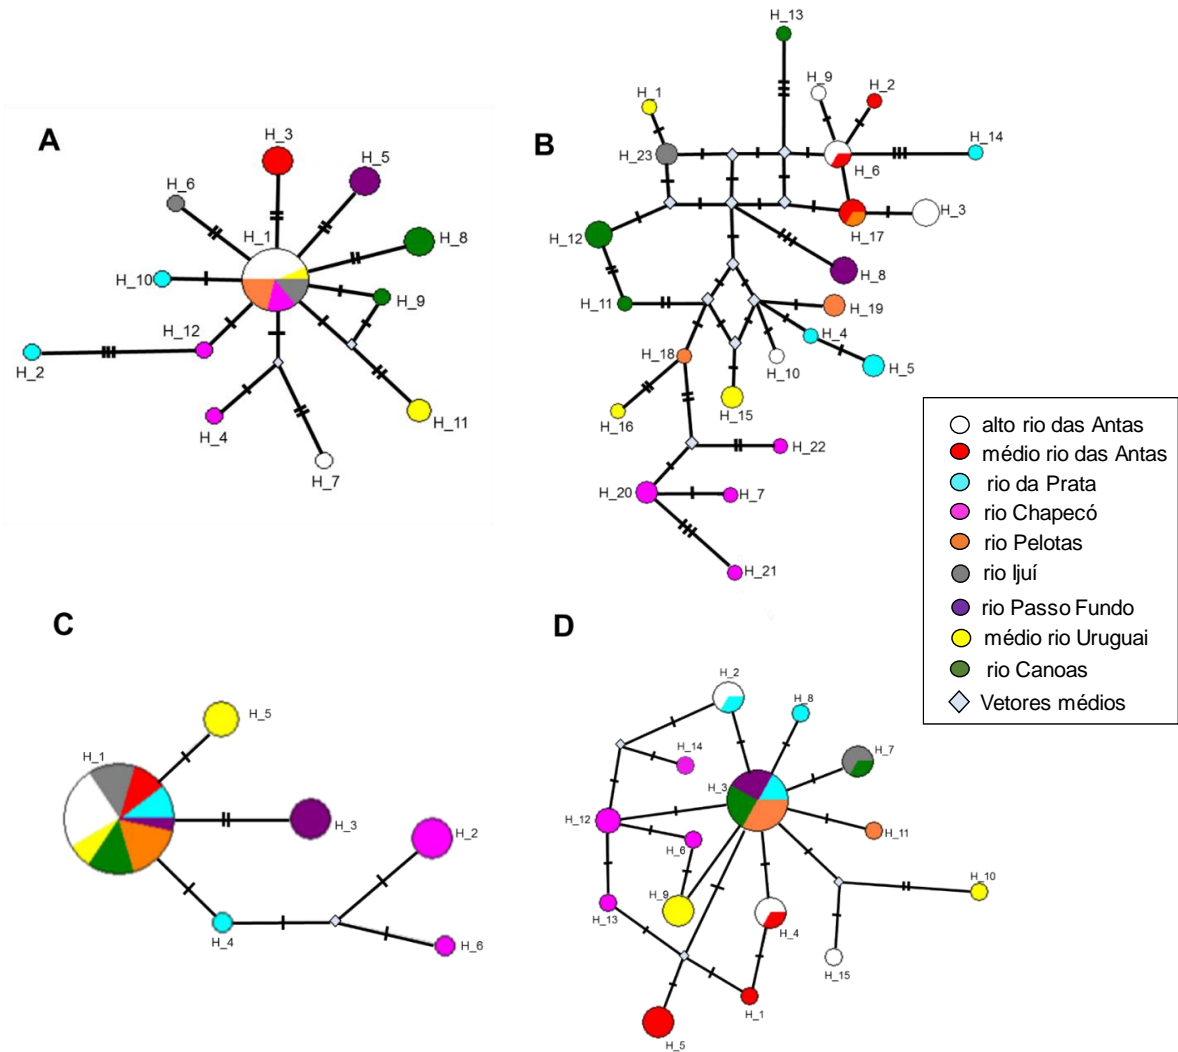 A
H_3
H_5
H_6
H_1
H_8
H_10
H_9
H_12
H_2
H_11
H_4
H_7
B
H_13
H_9
H_2
H_1
H_14
H_23
H_6
H_3
H_17
H_12
H_8
H_11
H_19
H_4
H_18
H_10
H_5
H_15
H_16
H_22
H_20
H_7
H_21
alto rio das Antas
médio rio das Antas
rio da Prata
rio Chapecó
rio Pelotas
rio Ijuí
rio Passo Fundo
médio rio Uruguai
rio Canoas
Vetores médios
C
H_5
H_1
H_3
H_2
H_4
H_6
D
H_2
H_8
H_14
H_7
H_3
H_12
H_11
H_6
H_10
H_9
H_13
H_4
H_15
H_1
H_5